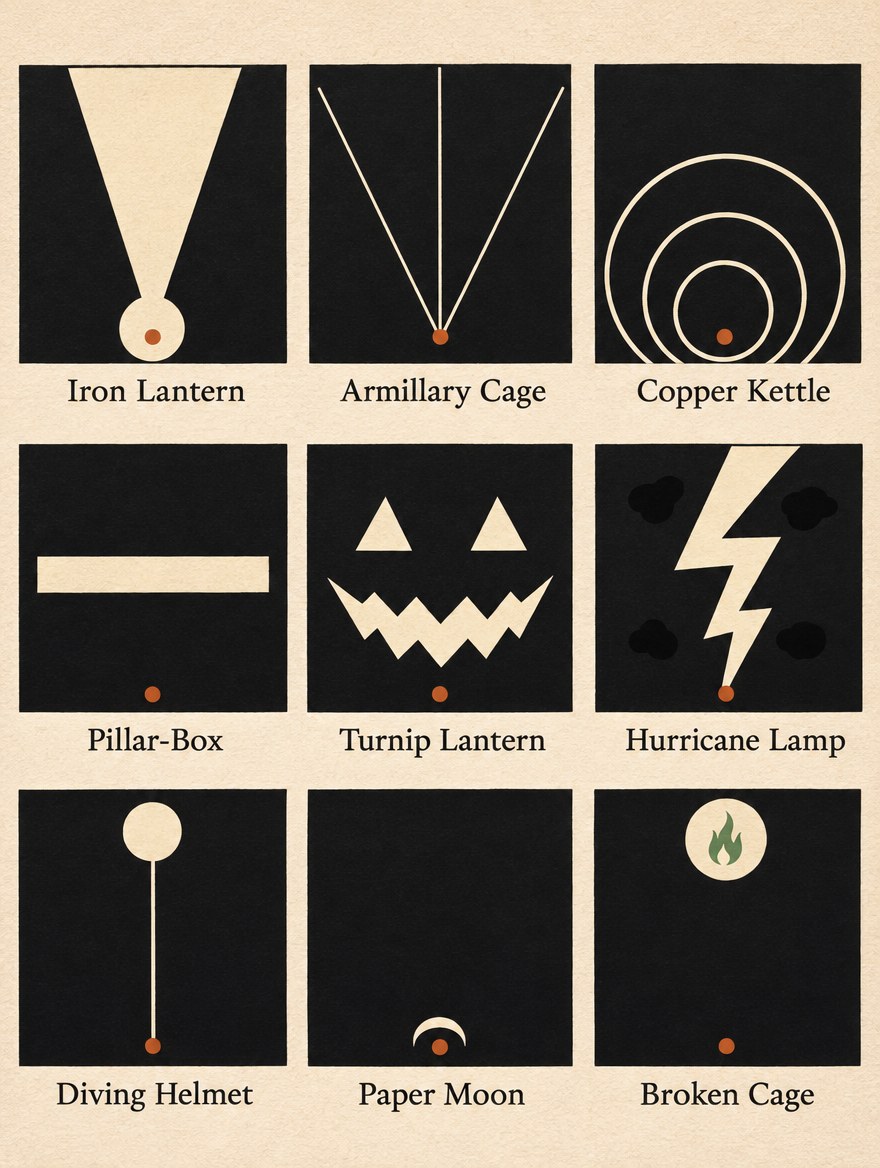 Iron Lantern
Armillary Cage
Copper Kettle
Pillar-Box
Turnip Lantern
Hurricane Lamp
Diving Helmet
Paper Moon
Broken Cage